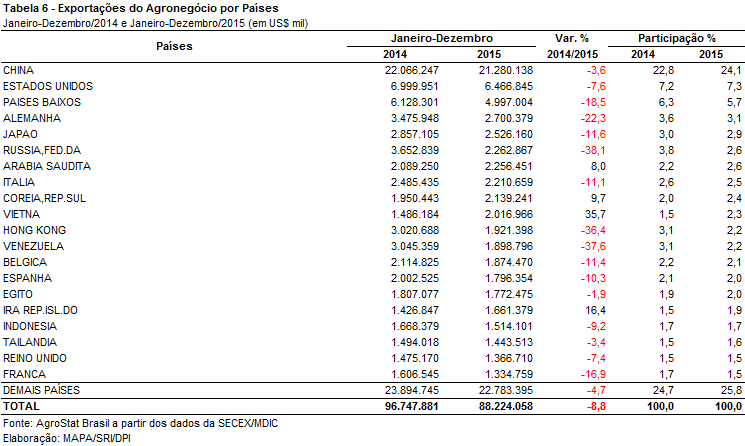 Tabela 6 - Exportações do Agronegócio por Países
Janeiro-Dezembro/2014 e Janeiro-Dezembro/2015 (em US$ mil)
Países Janeiro-Dezembro Var. % Participação %
2014 2015 2014/2015 2014 2015
CHINA 22.066.247 21.280.138 -3,6 22,8 24,1
ESTADOS UNIDOS 6.999.951 6.466.845 -7,6 7,2 7,3
PAISES BAIXOS 6.128.301 4.997.004 -18,5 6,3 5,7
ALEMANHA 3.475.948 2.700.379 -22,3 3,6 3,1
JAPAO 2.857.105 2.526.160 -11,6 3,0 2,9
RUSSIA,FED.DA 3.652.839 2.262.867 -38,1 3,8 2,6
ARABIA SAUDITA 2.089.250 2.256.451 8,0 2,2 2,6
ITALIA 2.485.435 2.210.659 -11,1 2,6 2,5
COREIA,REP.SUL 1.950.443 2.139.241 9,7 2,0 2,4
VIETNA 1.486.184 2.016.966 35,7 1,5 2,3
HONG KONG 3.020.688 1.921.398 -36,4 3,1 2,2
VENEZUELA 3.045.359 1.898.796 -37,6 3,1 2,2
BELGICA 2.114.825 1.874.470 -11,4 2,2 2,1
ESPANHA 2.002.525 1.796.354 -10,3 2,1 2,0
EGITO 1.807.077 1.772.475 -1,9 1,9 2,0
IRA REP.ISL.DO 1.426.847 1.661.379 16,4 1,5 1,9
INDONESIA 1.668.379 1.514.101 -9,2 1,7 1,7
TAILANDIA 1.494.018 1.443.513 -3,4 1,5 1,6
REINO UNIDO 1.475.170 1.366.710 -7,4 1,5 1,5
FRANCA 1.606.545 1.334.759 -16,9 1,7 1,5
DEMAIS PAÍSES 23.894.745 22.783.395 -4,7 24,7 25,8
TOTAL 96.747.881 88.224.058 -8,8 100,0 100,0
Fonte: AgroStat Brasil a partir dos dados da SECEX/MDIC
Elaboração: MAPA/SRI/DPI